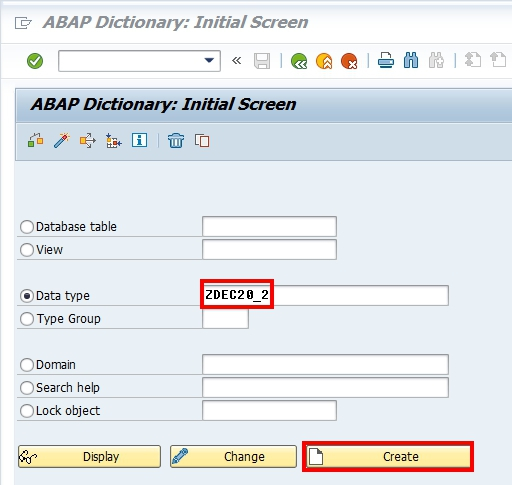 ABAP Dictionary: Initial Screen
ABAP Dictionary: Initial Screen
Database table
View
Data type ZDEC20_2
Type Group
Domain
Search help
Lock object
Display Change Create